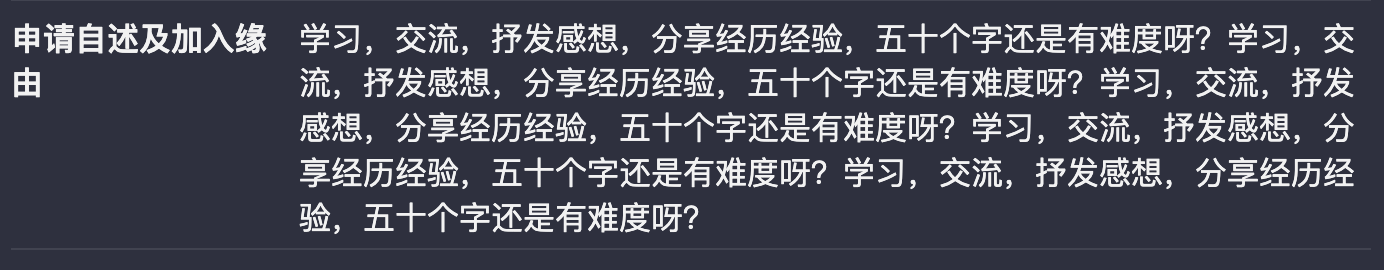 申请自述及加入缘由
学习，交流，抒发感想，分享经历经验，五十个字还是有难度呀？学习，交
流，抒发感想，分享经历经验，五十个字还是有难度呀？学习，交流，抒发
感想，分享经历经验，五十个字还是有难度呀？学习，交流，抒发感想，分
享经历经验，五十个字还是有难度呀？学习，交流，抒发感想，分享经历经
验，五十个字还是有难度呀？